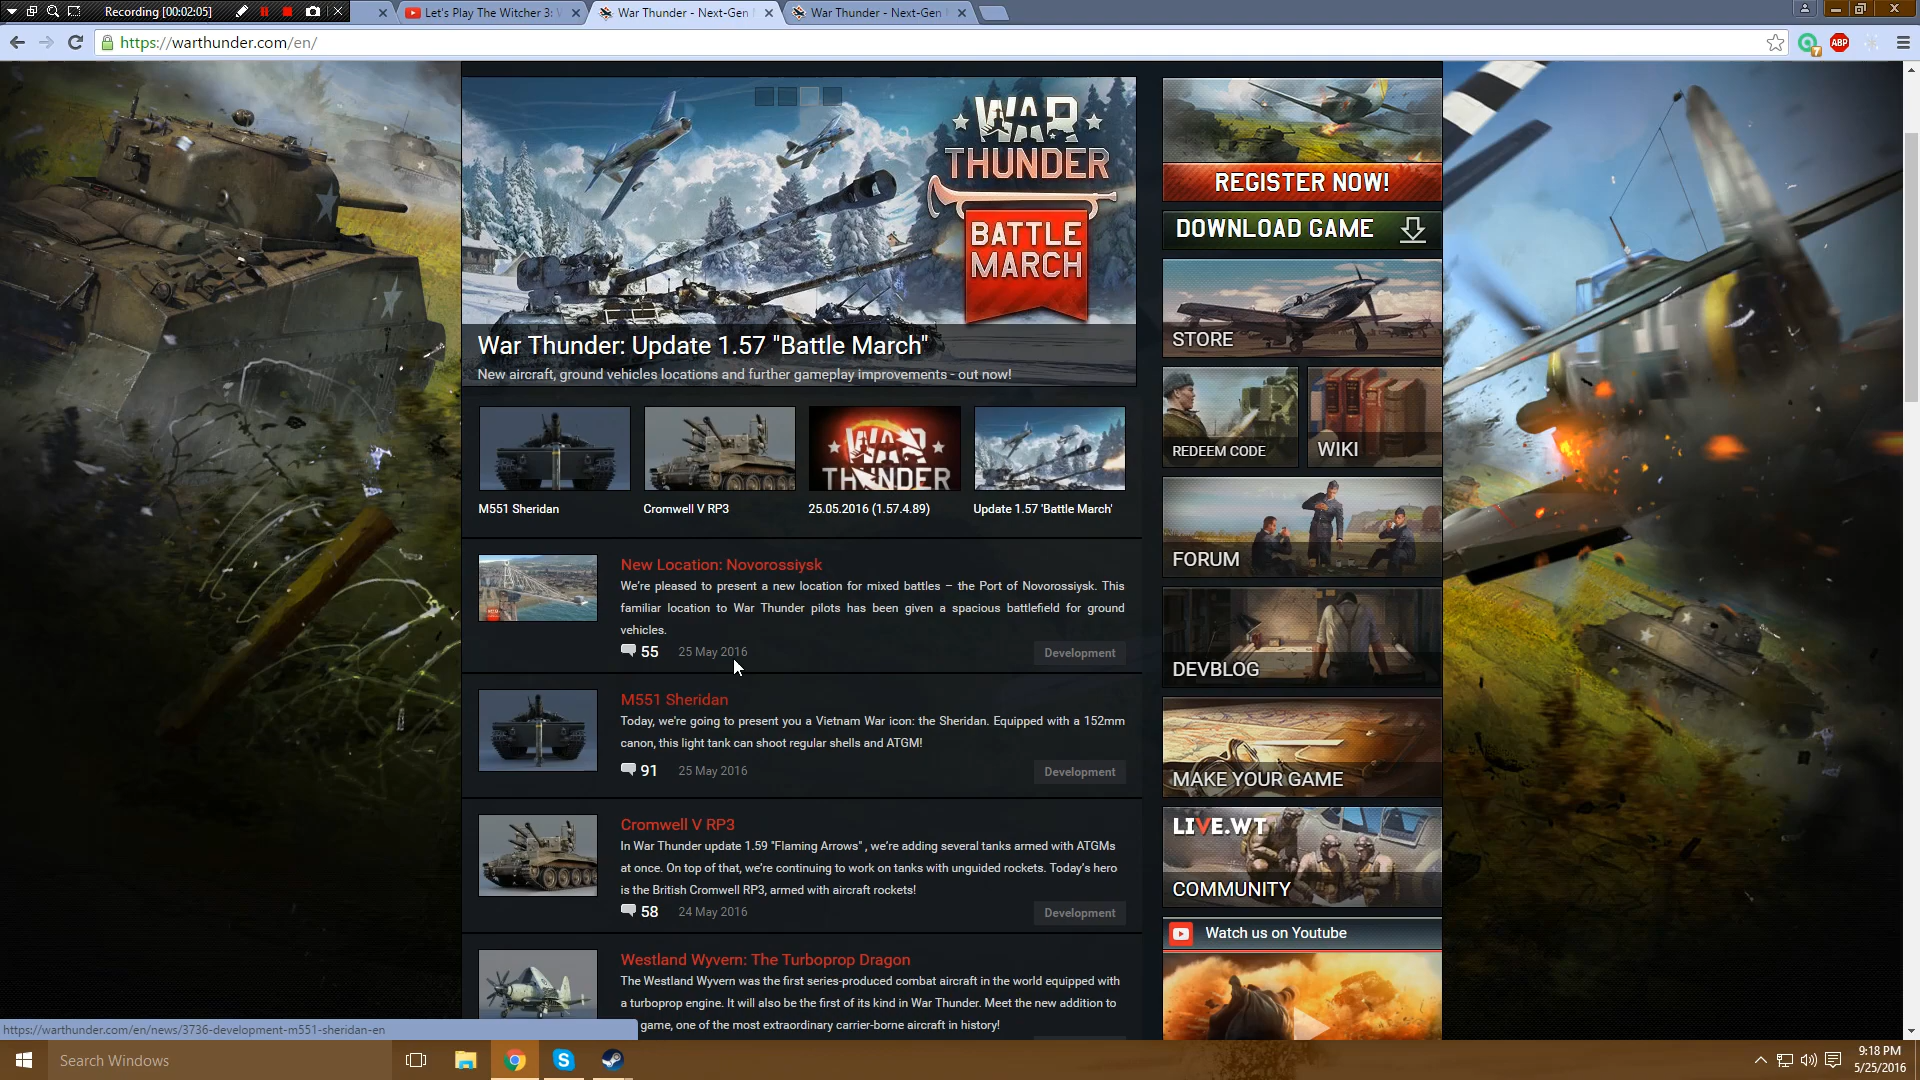 Recording [00:02:05]
Let's Play The Witcher 3:
War Thunder - Next-Gen
War Thunder - Next-Gen
https://warthunder.com/en/
ABP
WAR
THUNDER
BATTLE
MARCH
War Thunder: Update 1.57 "Battle March"
New aircraft, ground vehicles locations and further gameplay improvements - out now!
WAR
THUNDER
M551 Sheridan
Cromwell V RP3
25.05.2016 (1.57.4.89)
Update 1.57 'Battle March'
New Location: Novorossiysk
We're pleased to present a new location for mixed battles – the Port of Novorossiysk. This
familiar location to War Thunder pilots has been given a spacious battlefield for ground
vehicles.
55
25 May 2016
Development
M551 Sheridan
Today, we're going to present you a Vietnam War icon: the Sheridan. Equipped with a 152mm
canon, this light tank can shoot regular shells and ATGM!
91
25 May 2016
Development
Cromwell V RP3
In War Thunder update 1.59 "Flaming Arrows" , we're adding several tanks armed with ATGMs
at once. On top of that, we're continuing to work on tanks with unguided rockets. Today's hero
is the British Cromwell RP3, armed with aircraft rockets!
58
24 May 2016
Development
Westland Wyvern: The Turboprop Dragon
The Westland Wyvern was the first series-produced combat aircraft in the world equipped with
a turboprop engine. It will also be the first of its kind in War Thunder. Meet the new addition to
game, one of the most extraordinary carrier-borne aircraft in history!
REGISTER NOW!
DOWNLOAD GAME
STORE
REDEEM CODE
WIKI
FORUM
DEVBLOG
MAKE YOUR GAME
LIVE.WT
COMMUNITY
Watch us on Youtube
https://warthunder.com/en/news/3736-development-m551-sheridan-en
Search Windows
9:18 PM
5/25/2016